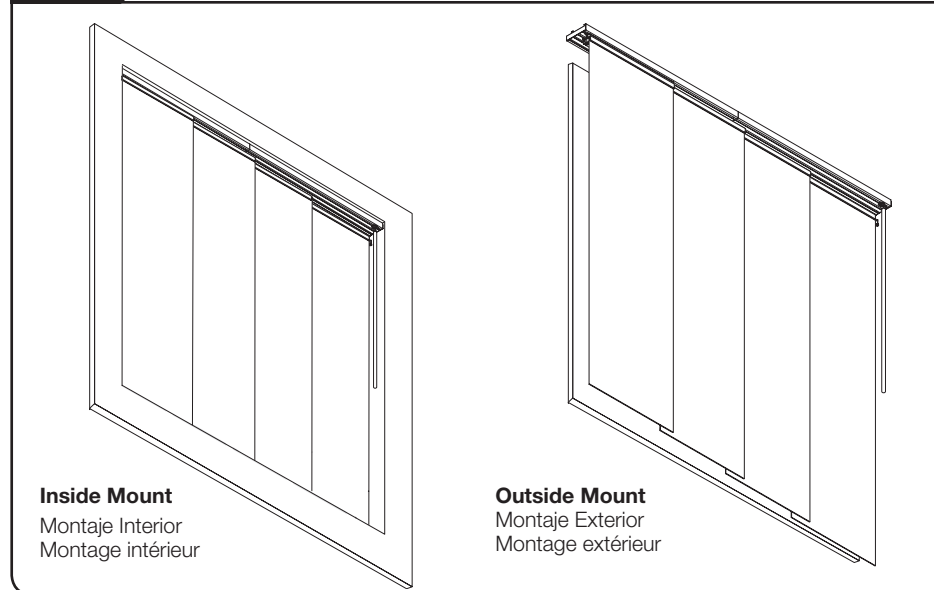 Inside Mount
Montaje Interior
Montage intérieur
Outside Mount
Montaje Exterior
Montage extérieur